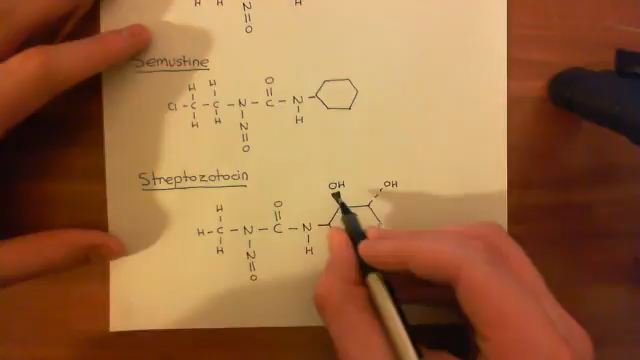 H H N H
O
Semustine
H H O
Cl - C - C - N - C - N
H H N H
O
Streptozotocin
OH OH
H O
H - C - N - C - N
H N H
O